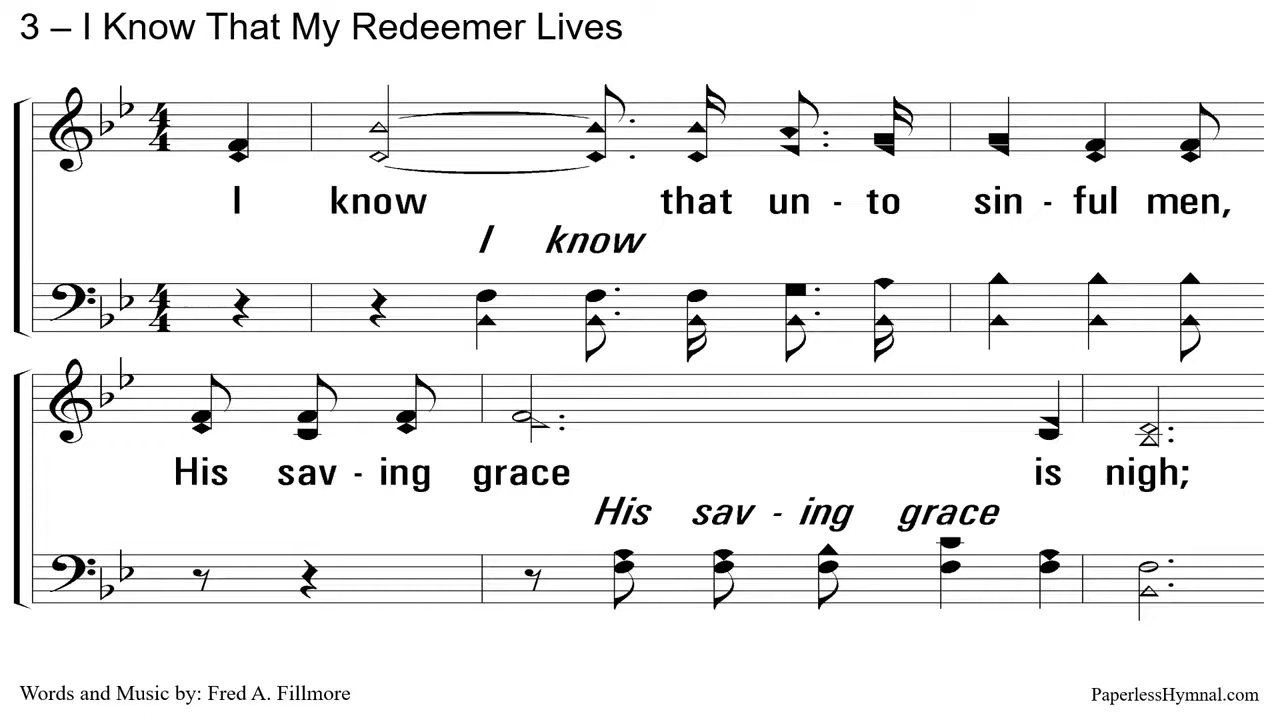 3 – I Know That My Redeemer Lives
I know that un - to sin - ful men,
I know
His sav - ing grace is nigh;
His sav - ing grace
Words and Music by: Fred A. Fillmore
PaperlessHymnal.com